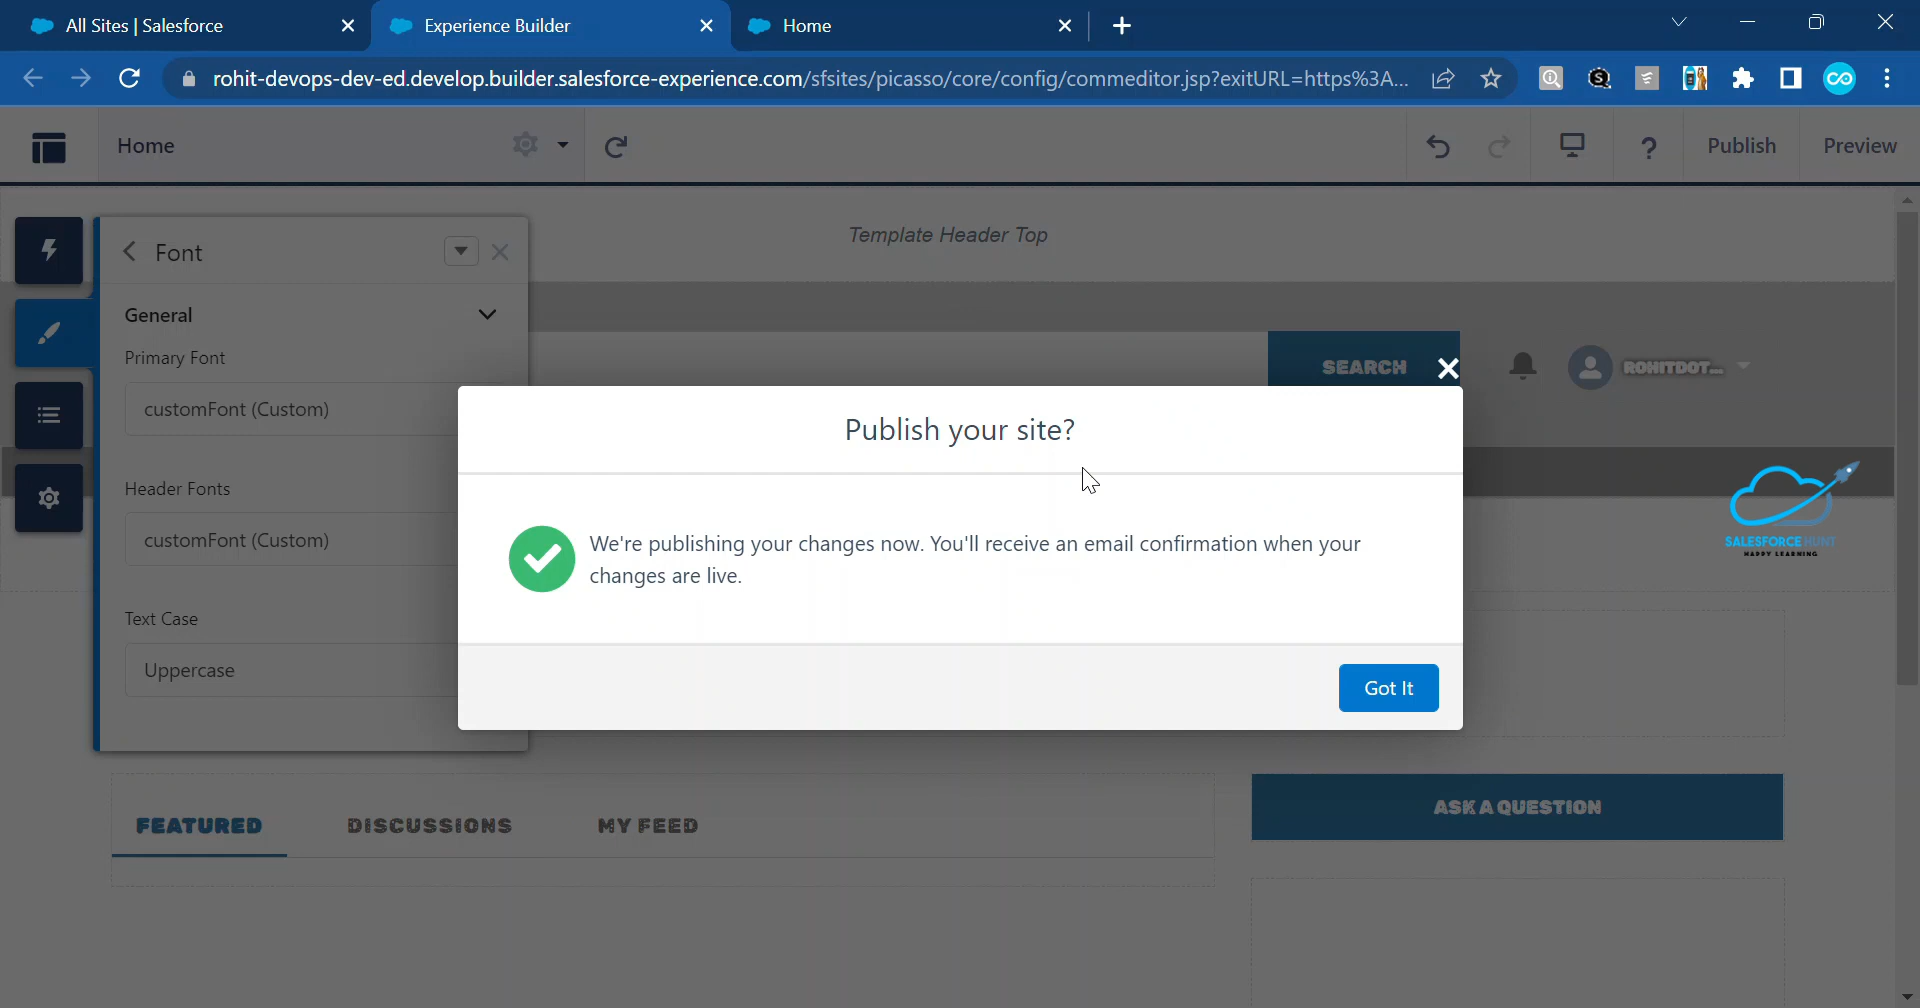 All Sites | Salesforce
Experience Builder
Home
rohit-devops-dev-ed.develop.builder.salesforce-experience.com/sfsites/picasso/core/config/commeditor.jsp?exitURL=https%3A...
Home
Publish
Preview
Template Header Top
Font
General
Primary Font
customFont (Custom)
Header Fonts
customFont (Custom)
Text Case
Uppercase
SEARCH
ROHITDOT...
Publish your site?
We're publishing your changes now. You'll receive an email confirmation when your
changes are live.
Got It
SALESFORCE HUNT
HAPPY LEARNING
FEATURED
DISCUSSIONS
MY FEED
ASK A QUESTION